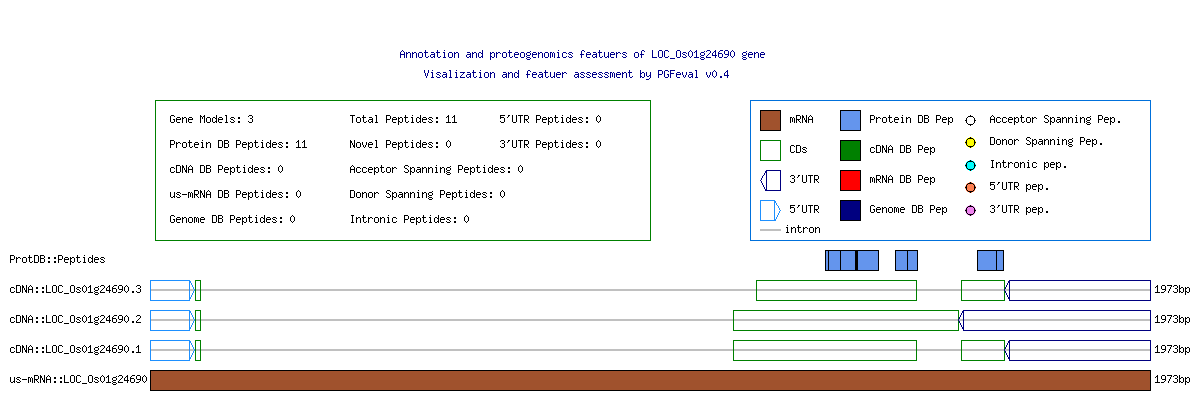 Annotation and proteogenomics featuers of LOC_Os01g24690 gene
Visalization and featuer assessment by PGFeval v0.4
Gene Models: 3 Total Peptides: 11 5'UTR Peptides: 0
Protein DB Peptides: 11 Novel Peptides: 0 3'UTR Peptides: 0
cDNA DB Peptides: 0 Acceptor Spanning Peptides: 0
us-mRNA DB Peptides: 0 Donor Spanning Peptides: 0
Genome DB Peptides: 0 Intronic Peptides: 0
mRNA Protein DB Pep Acceptor Spanning Pep.
CDs cDNA DB Pep Donor Spanning Pep.
3'UTR mRNA DB Pep Intronic pep.
5'UTR Genome DB Pep 5'UTR pep.
intron 3'UTR pep.
ProtDB::Peptides
cDNA::LOC_Os01g24690.3 1973bp
cDNA::LOC_Os01g24690.2 1973bp
cDNA::LOC_Os01g24690.1 1973bp
us-mRNA::LOC_Os01g24690 1973bp